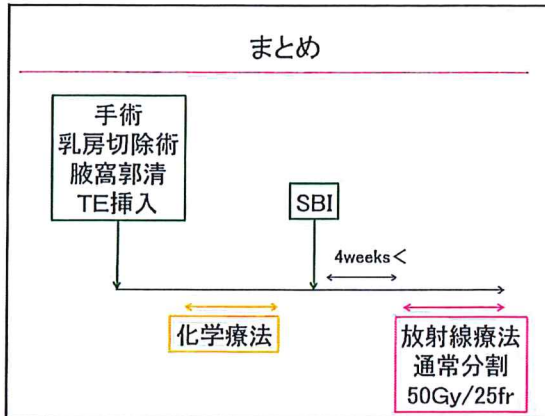 まとめ
手術
乳房切除術
腋窩郭清
TE挿入
SBI
4weeks<
化学療法
放射線療法
通常分割
50Gy/25fr